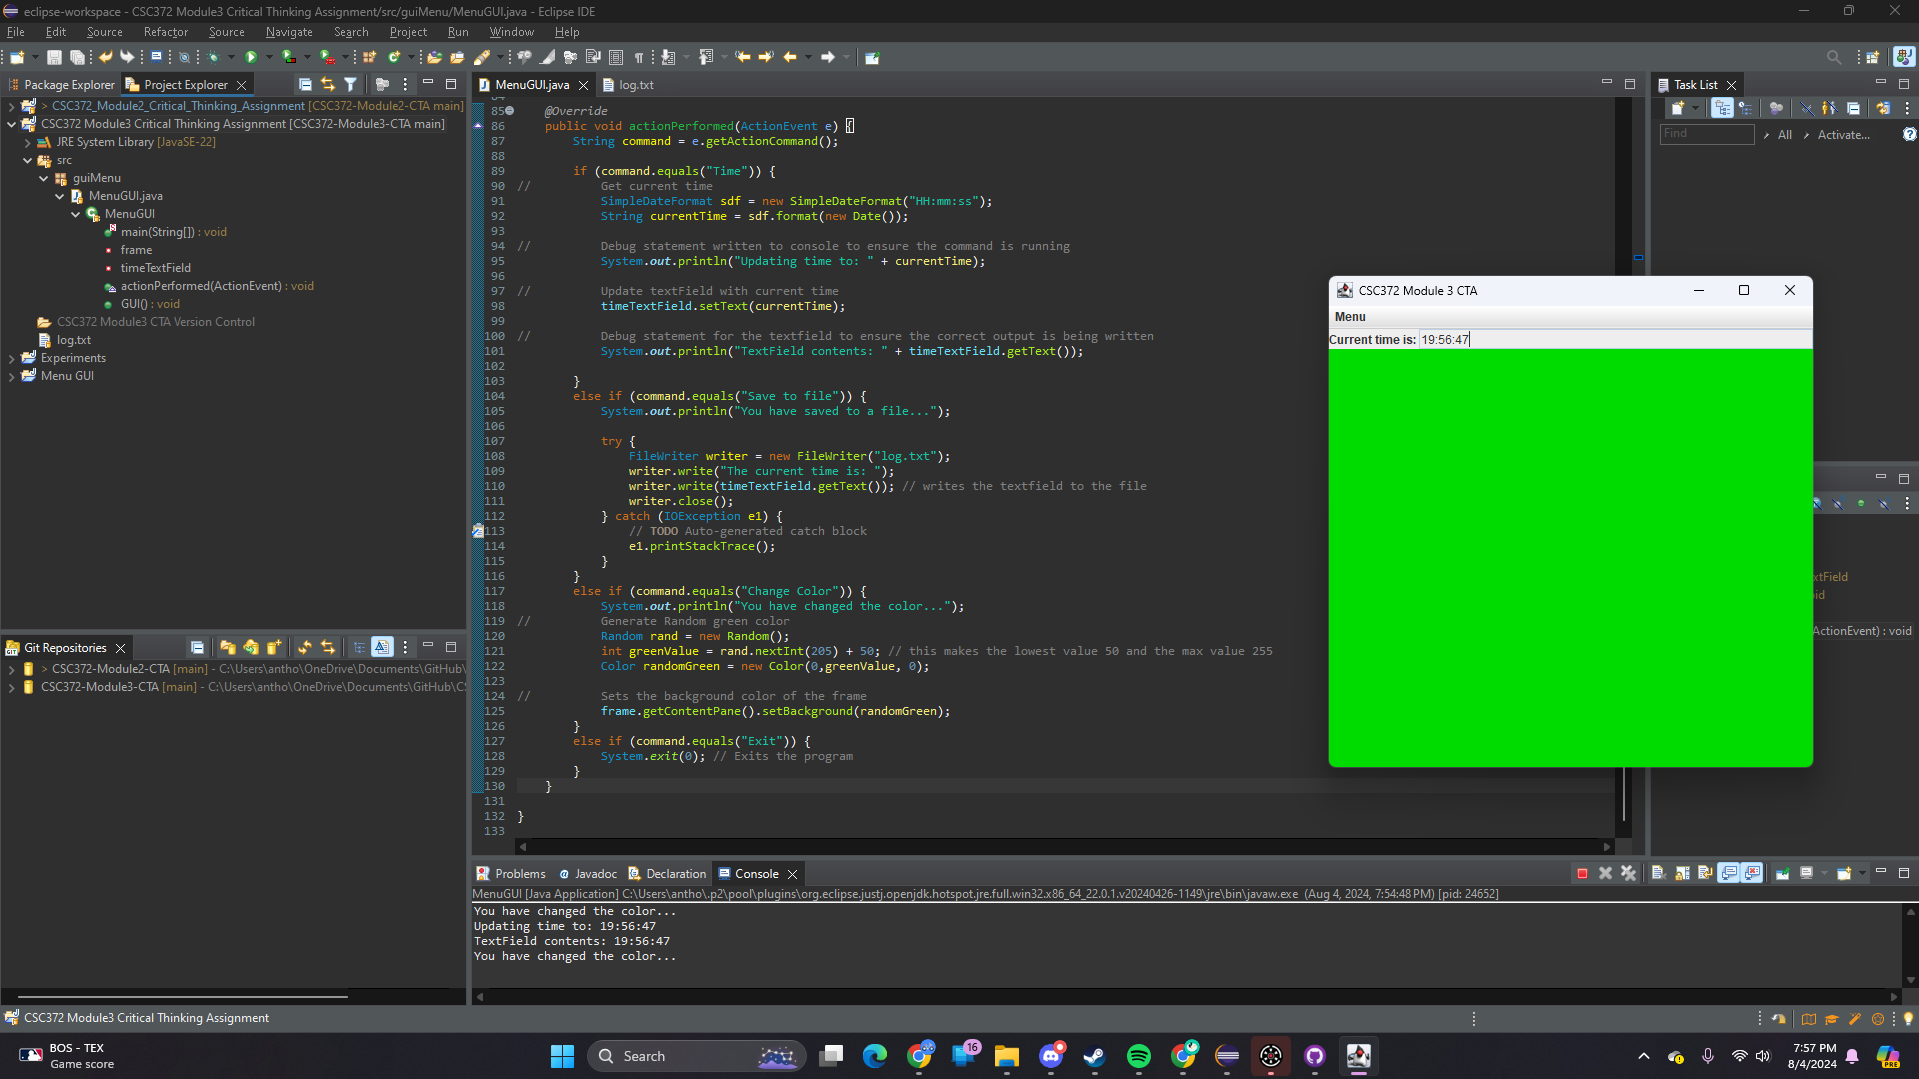 eclipse-workspace - CSC372 Module3 Critical Thinking Assignment/src/guiMenu/MenuGUI.java - Eclipse IDE
File Edit Source Refactor Source Navigate Search Project Run Window Help
Package Explorer Project Explorer
> CSC372_Module2_Critical_Thinking_Assignment [CSC372-Module2-CTA main]
CSC372 Module3 Critical Thinking Assignment [CSC372-Module3-CTA main]
JRE System Library [JavaSE-22]
src
guiMenu
MenuGUI.java
MenuGUI
main(String[]) : void
frame
timeTextField
actionPerformed(ActionEvent) : void
GUI() : void
CSC372 Module3 CTA Version Control
log.txt
Experiments
Menu GUI
Git Repositories
> CSC372-Module2-CTA [main] - C:\Users\antho\OneDrive\Documents\GitHub\
CSC372-Module3-CTA [main] - C:\Users\antho\OneDrive\Documents\GitHub\CS
MenuGUI.java log.txt
85 @Override
86 public void actionPerformed(ActionEvent e) {
87 String command = e.getActionCommand();
88
89 if (command.equals("Time")) {
90 // Get current time
91 SimpleDateFormat sdf = new SimpleDateFormat("HH:mm:ss");
92 String currentTime = sdf.format(new Date());
93
94 // Debug statement written to console to ensure the command is running
95 System.out.println("Updating time to: " + currentTime);
96
97 // Update textField with current time
98 timeTextField.setText(currentTime);
99
100 // Debug statement for the textfield to ensure the correct output is being written
101 System.out.println("TextField contents: " + timeTextField.getText());
102
103 }
104 else if (command.equals("Save to file")) {
105 System.out.println("You have saved to a file...");
106
107 try {
108 FileWriter writer = new FileWriter("log.txt");
109 writer.write("The current time is: ");
110 writer.write(timeTextField.getText()); // writes the textfield to the file
111 writer.close();
112 } catch (IOException e1) {
113 // TODO Auto-generated catch block
114 e1.printStackTrace();
115 }
116 }
117 else if (command.equals("Change Color")) {
118 System.out.println("You have changed the color...");
119 // Generate Random green color
120 Random rand = new Random();
121 int greenValue = rand.nextInt(205) + 50; // this makes the lowest value 50 and the max value 255
122 Color randomGreen = new Color(0,greenValue, 0);
123
124 // Sets the background color of the frame
125 frame.getContentPane().setBackground(randomGreen);
126 }
127 else if (command.equals("Exit")) {
128 System.exit(0); // Exits the program
129 }
130 }
131
132 }
133
Task List
Find All Activate...
CSC372 Module 3 CTA
Menu
Current time is: 19:56:47
xtField
id
ActionEvent) : void
Problems Javadoc Declaration Console
MenuGUI [Java Application] C:\Users\antho\.p2\pool\plugins\org.eclipse.justj.openjdk.hotspot.jre.full.win32.x86_64_22.0.1.v20240426-1149\jre\bin\javaw.exe (Aug 4, 2024, 7:54:48 PM) [pid: 24652]
You have changed the color...
Updating time to: 19:56:47
TextField contents: 19:56:47
You have changed the color...
CSC372 Module3 Critical Thinking Assignment
BOS - TEX
Game score
Search
16
PRE
7:57 PM
8/4/2024